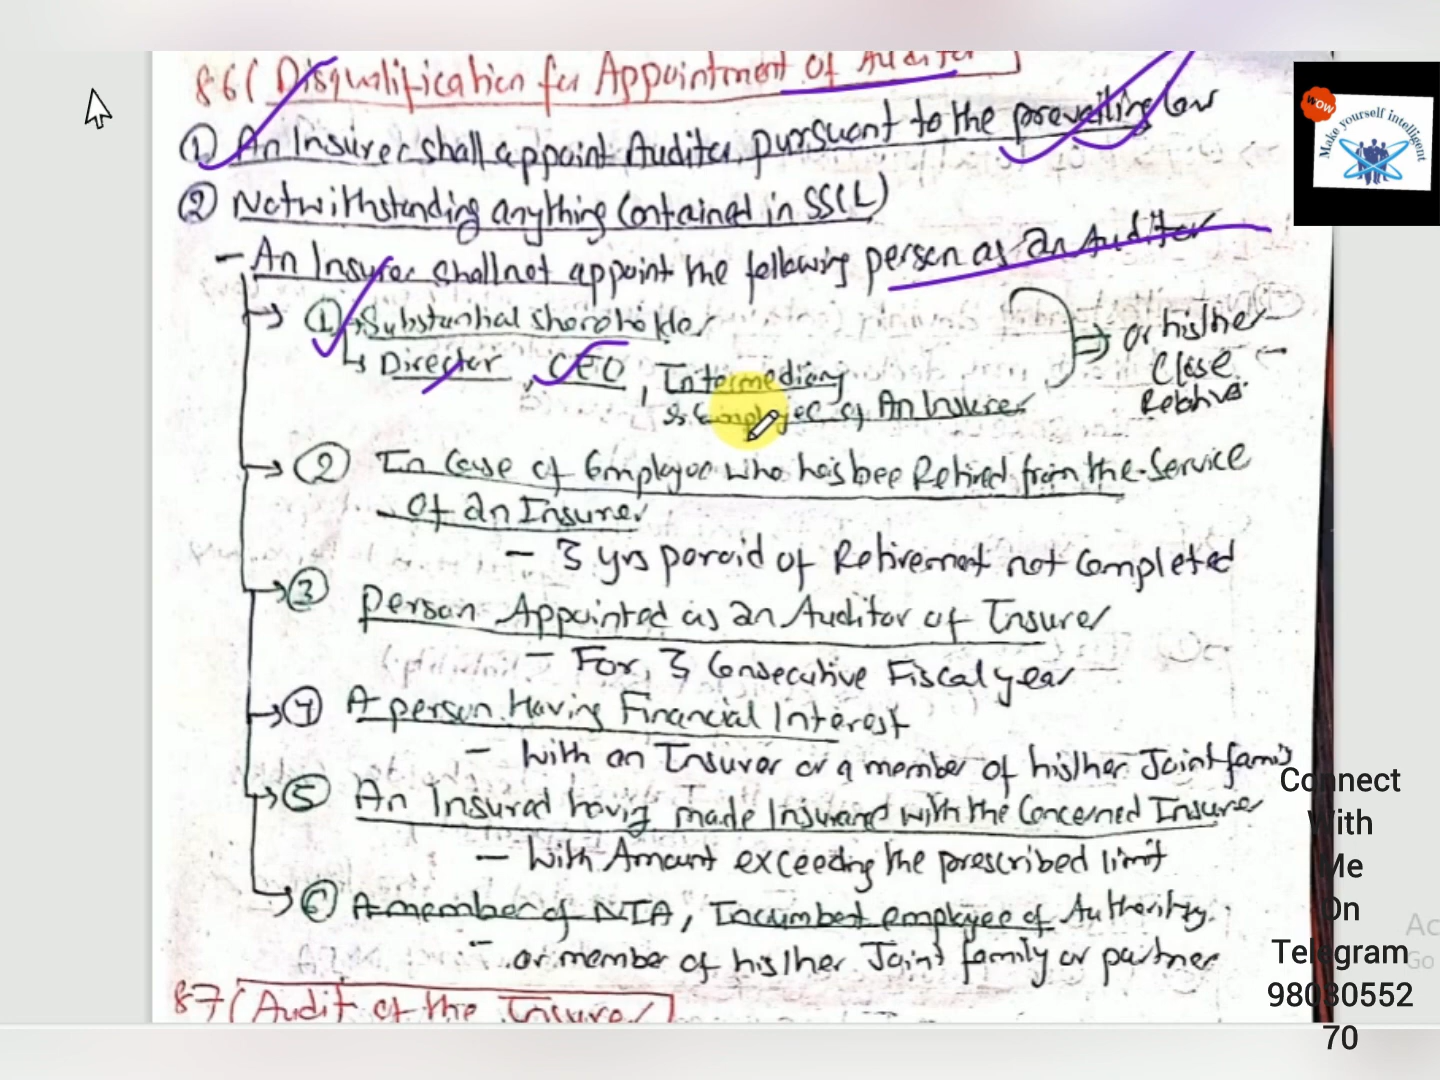 86( Disqualification for Appointment of Auditor
① An Insurer shall appoint Auditor pursuant to the prevailing law
② Notwithstanding anything Contained in SS(L)
- An Insurer shall not appoint the following person as an Auditor
① Substantial shareholder
Director, CEO, Intermediary
& Employee of An Insurer
or his/her
Close
Relative
② In Case of Employee who has bee Retired from the Service
of an Insurer
- 3 yrs peroid of Retirement not Completed
③ Person Appointed as an Auditor of Insurer
- For 3 Consecutive Fiscal year
④ A person Having Financial Interest
- With an Insurer or a member of his/her Joint family
⑤ An Insured havig made Insurance with the Concerned Insurer
- With Amount exceeding the prescribed limit
⑥ A member of NIA, Incumbent employee of Authority
- or member of his/her Joint family or partner
87( Audit of the Insurer
WOW
Make yourself intelligent
Connect
With
Me
On
Telegram
98030552
70
Ac
Go